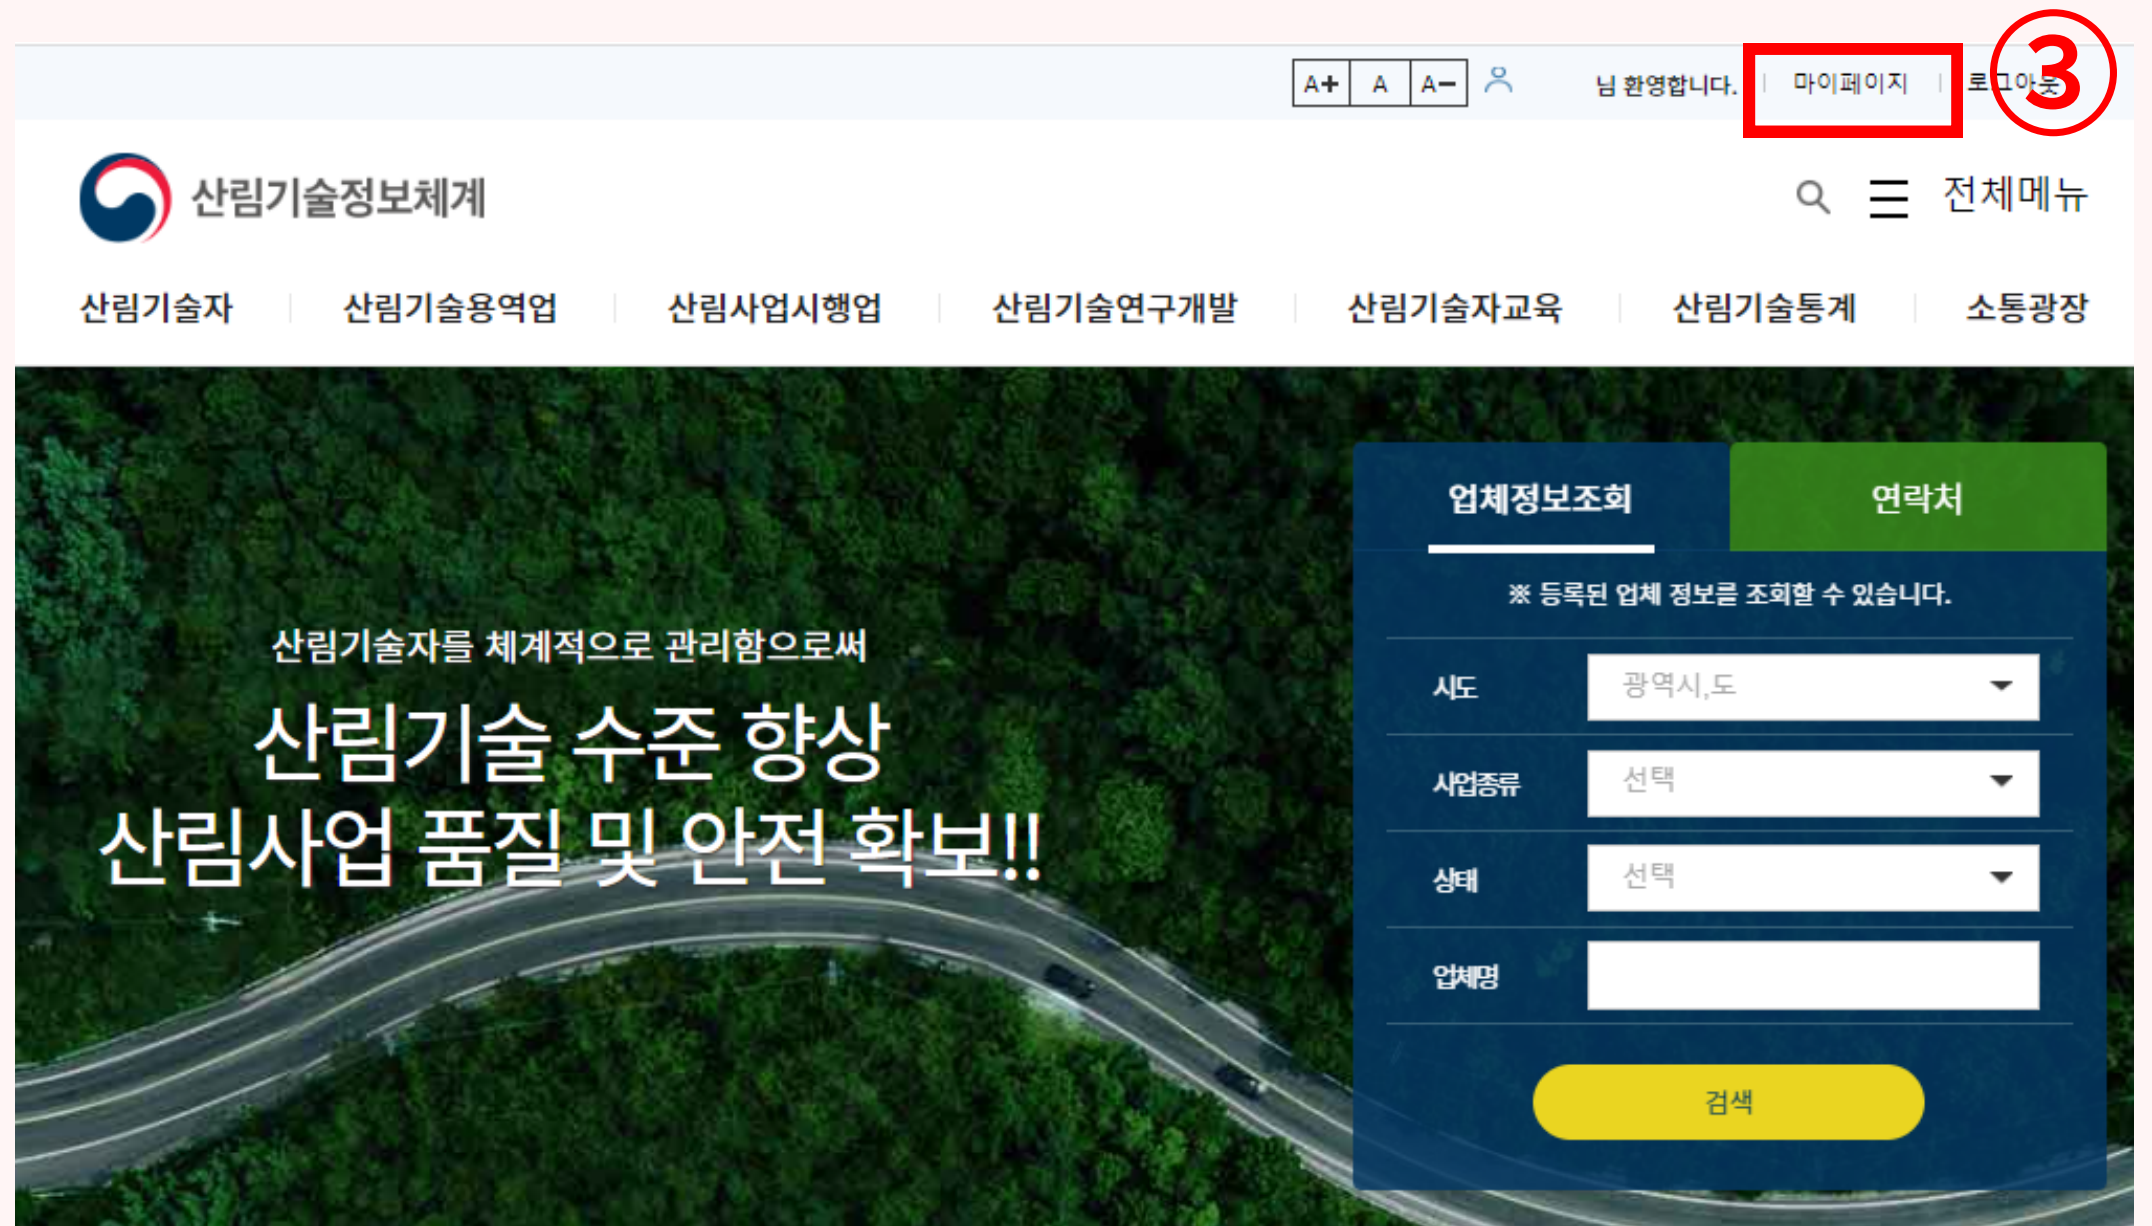 ③
A+ A A- 님 환영합니다. 마이페이지 로그아웃
산림기술정보체계
전체메뉴
산림기술자 산림기술용역업 산림사업시행업 산림기술연구개발 산림기술자교육 산림기술통계 소통광장
산림기술자를 체계적으로 관리함으로써
산림기술 수준 향상
산림사업 품질 및 안전 확보!!
업체정보조회 연락처
※ 등록된 업체 정보를 조회할 수 있습니다.
시도 광역시,도
사업종류 선택
상태 선택
업체명
검색